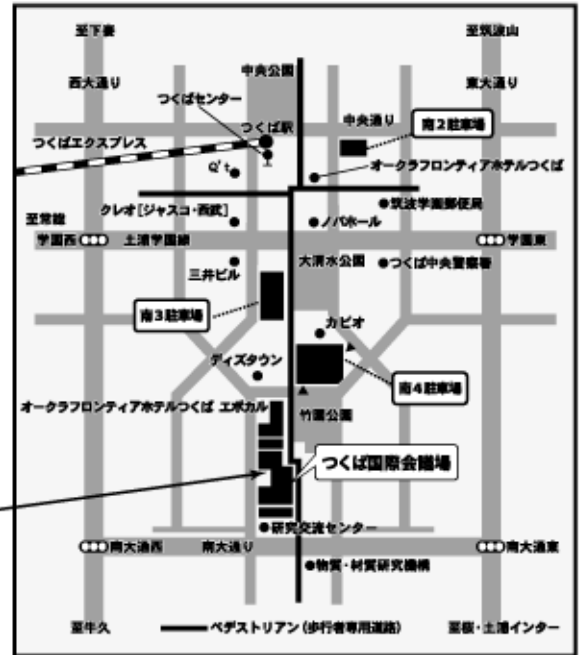 至下妻
至筑波山
西大通り
中央公園
東大通り
つくばセンター
つくば駅
中央通り
南2駐車場
つくばエクスプレス
Q't
オークラフロンティアホテルつくば
筑波学園郵便局
クレオ[ジャスコ・西武]
ノバホール
至常総
学園西
土浦学園線
学園東
大清水公園
つくば中央警察署
三井ビル
南3駐車場
カピオ
デイズタウン
南4駐車場
オークラフロンティアホテルつくば エポカル
竹園公園
つくば国際会議場
研究交流センター
南大通西
南大通り
南大通東
物質・材質研究機構
至牛久
ペデストリアン(歩行者専用道路)
至桜・土浦インター